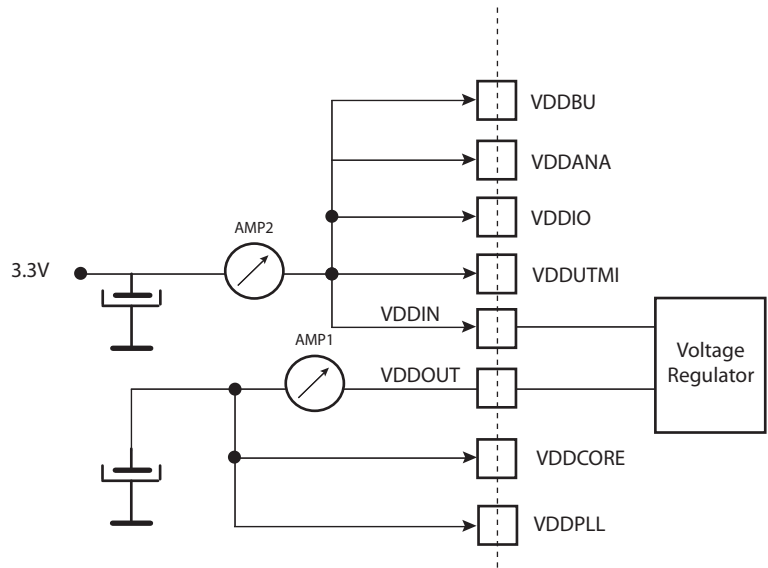 VDDBU
VDDANA
VDDIO
AMP2
3.3V
VDDUTMI
VDDIN
AMP1
Voltage
Regulator
VDDOUT
VDDCORE
VDDPLL